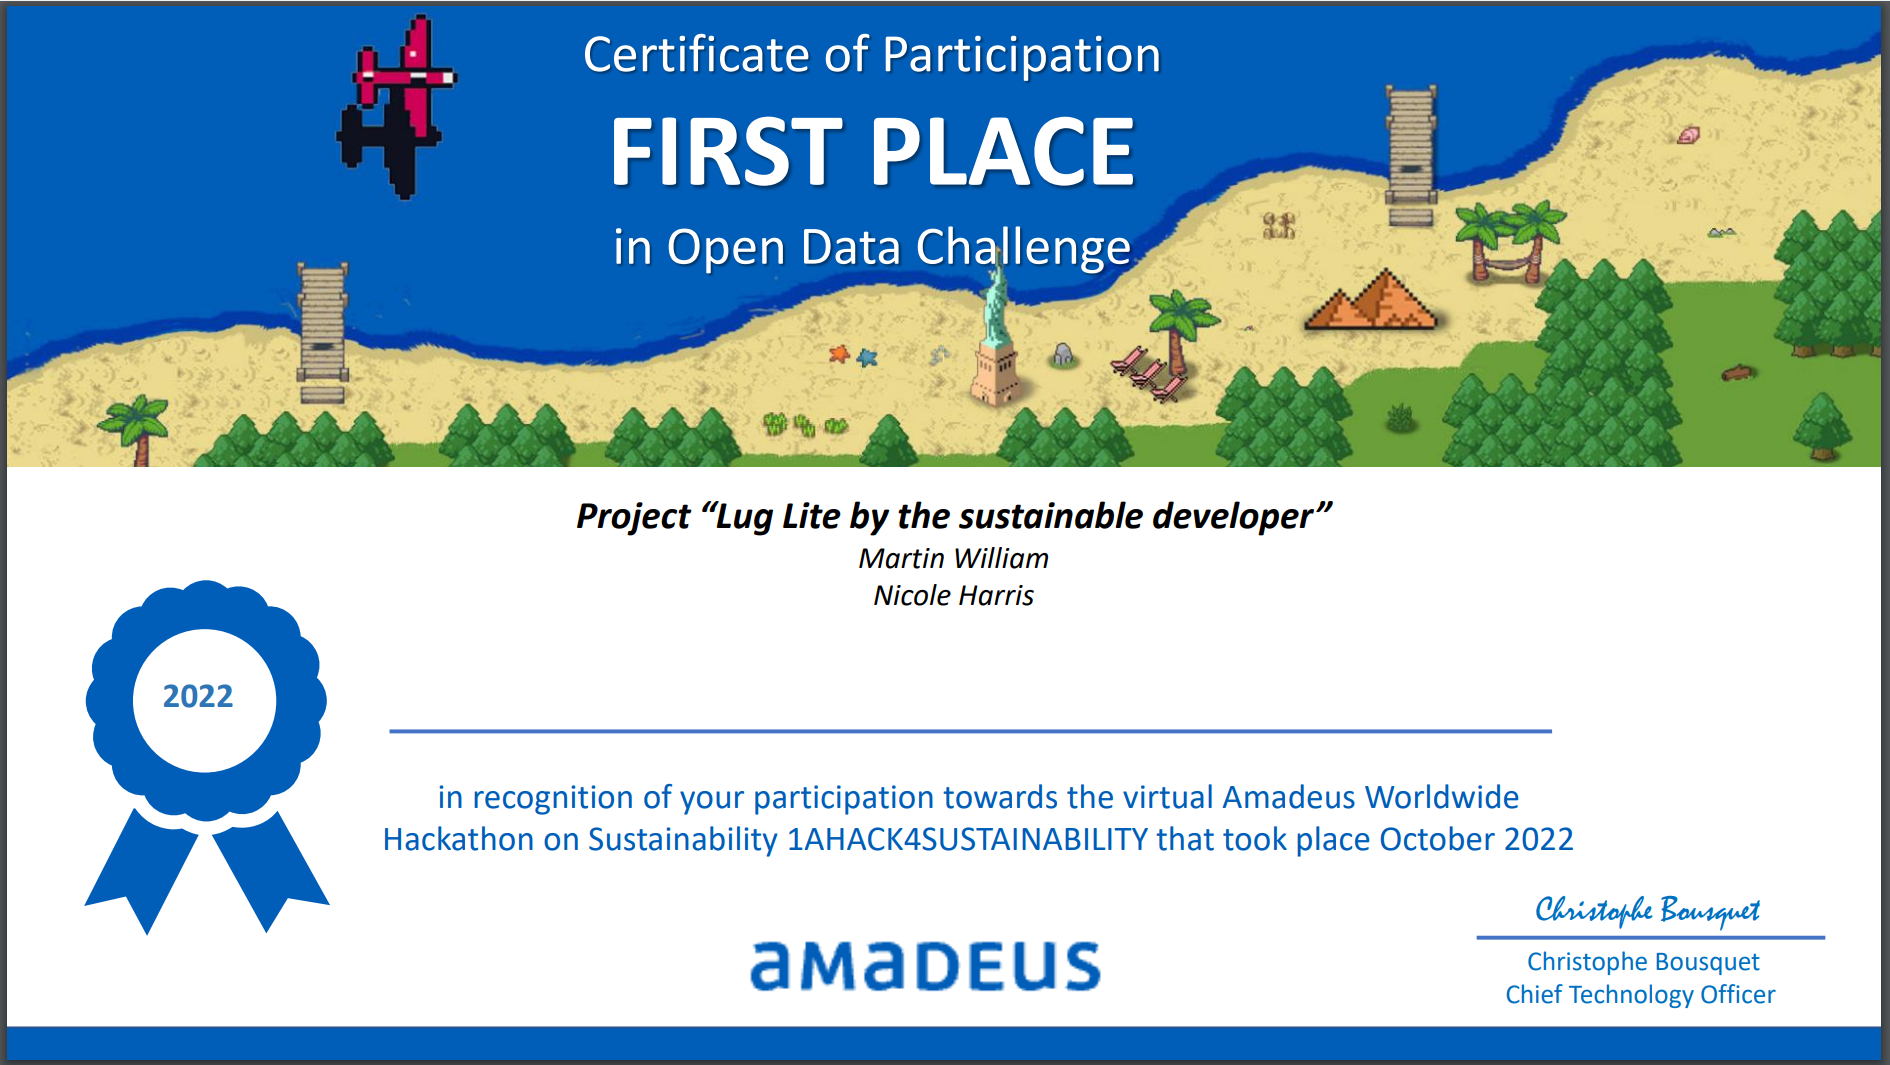 Certificate of Participation
FIRST PLACE
in Open Data Challenge
Project “Lug Lite by the sustainable developer”
Martin William
Nicole Harris
2022
in recognition of your participation towards the virtual Amadeus Worldwide
Hackathon on Sustainability 1AHACK4SUSTAINABILITY that took place October 2022
Christophe Bousquet
Christophe Bousquet
Chief Technology Officer
amadeus